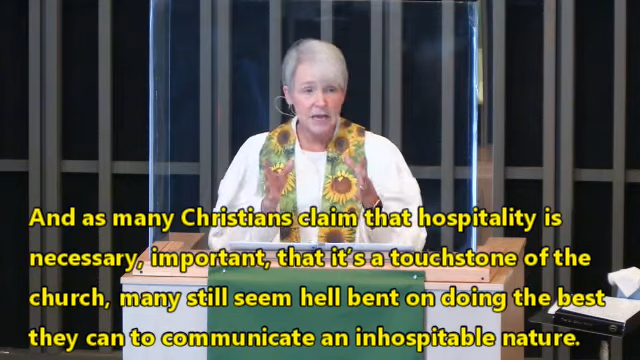 And as many Christians claim that hospitality is
necessary, important, that it's a touchstone of the
church, many still seem hell bent on doing the best
they can to communicate an inhospitable nature.